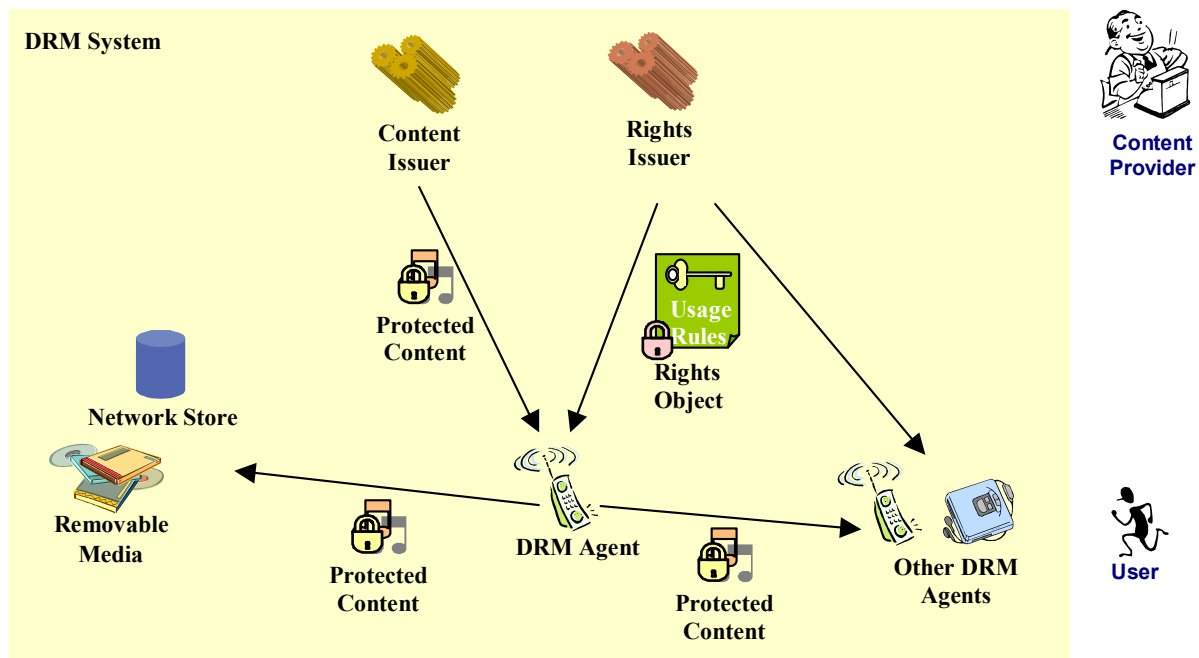 DRM System
Content
Issuer
Rights
Issuer
Content
Provider
Protected
Content
Usage
Rules
Rights
Object
Network Store
Removable
Media
Protected
Content
DRM Agent
Protected
Content
Other DRM
Agents
User